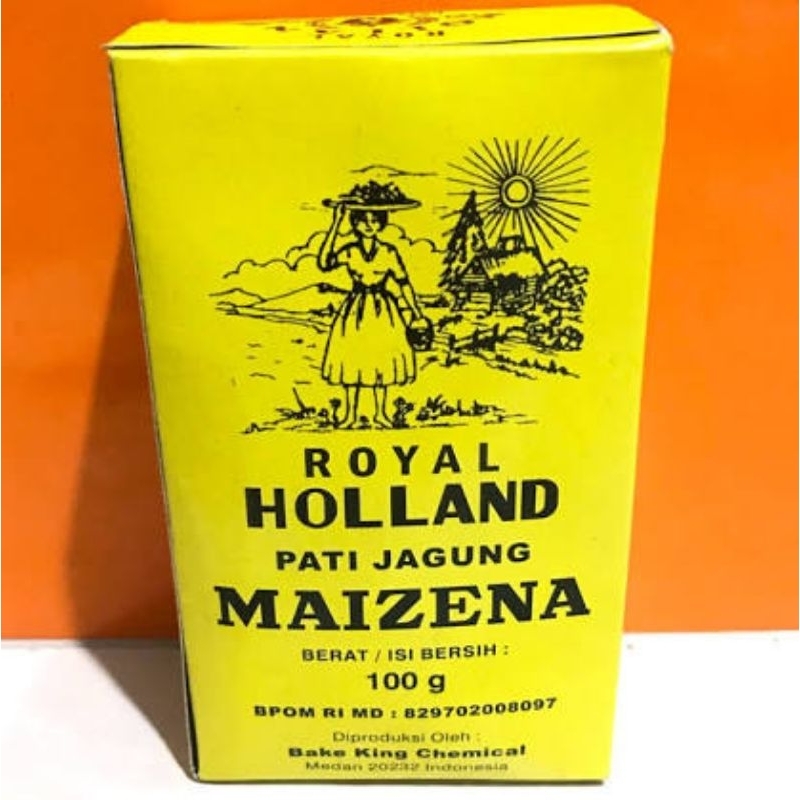 ROYAL
ROYAL
HOLLAND
PATI JAGUNG
MAIZENA
BERAT / ISI BERSIH :
100 g
BPOM RI MD : 829702008097
Diproduksi Oleh :
Bake King Chemical
Medan 20232 Indonesia